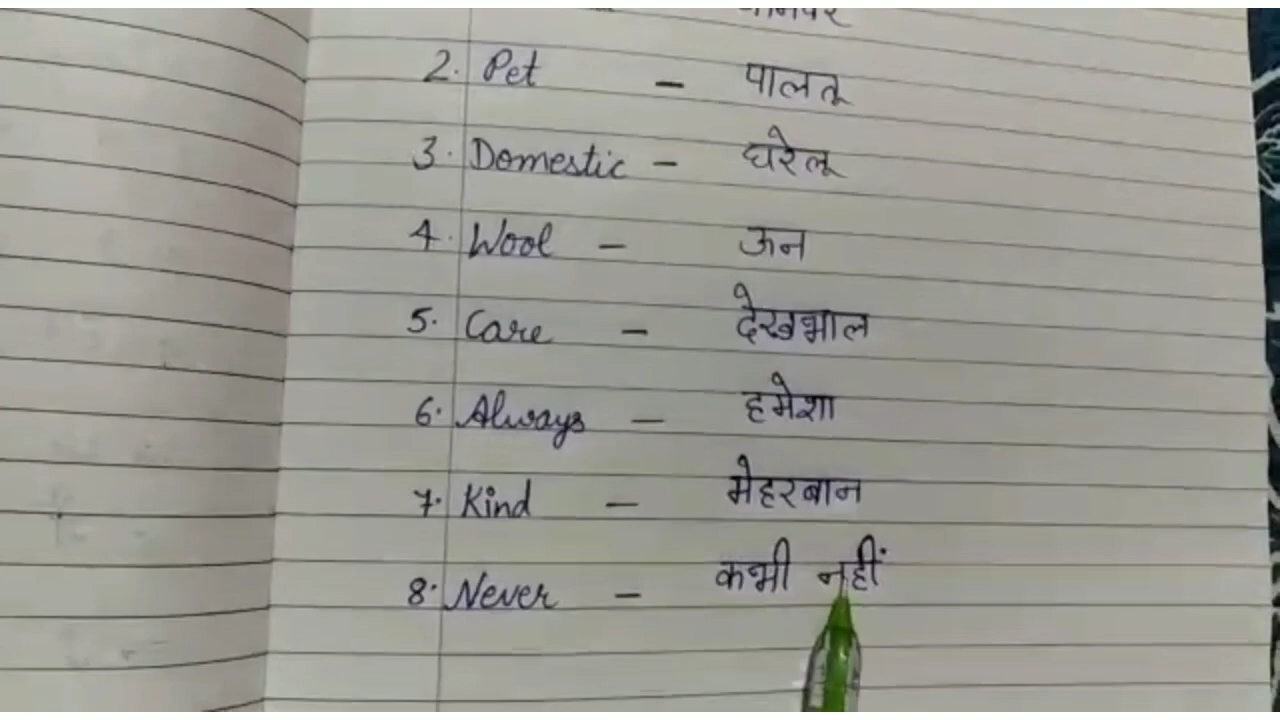 2. Pet - पालतू
3. Domestic - घरेलू
4. Wool - ऊन
5. Care - देखभाल
6. Always - हमेशा
7. Kind - मेहरबान
8. Never - कभी नहीं